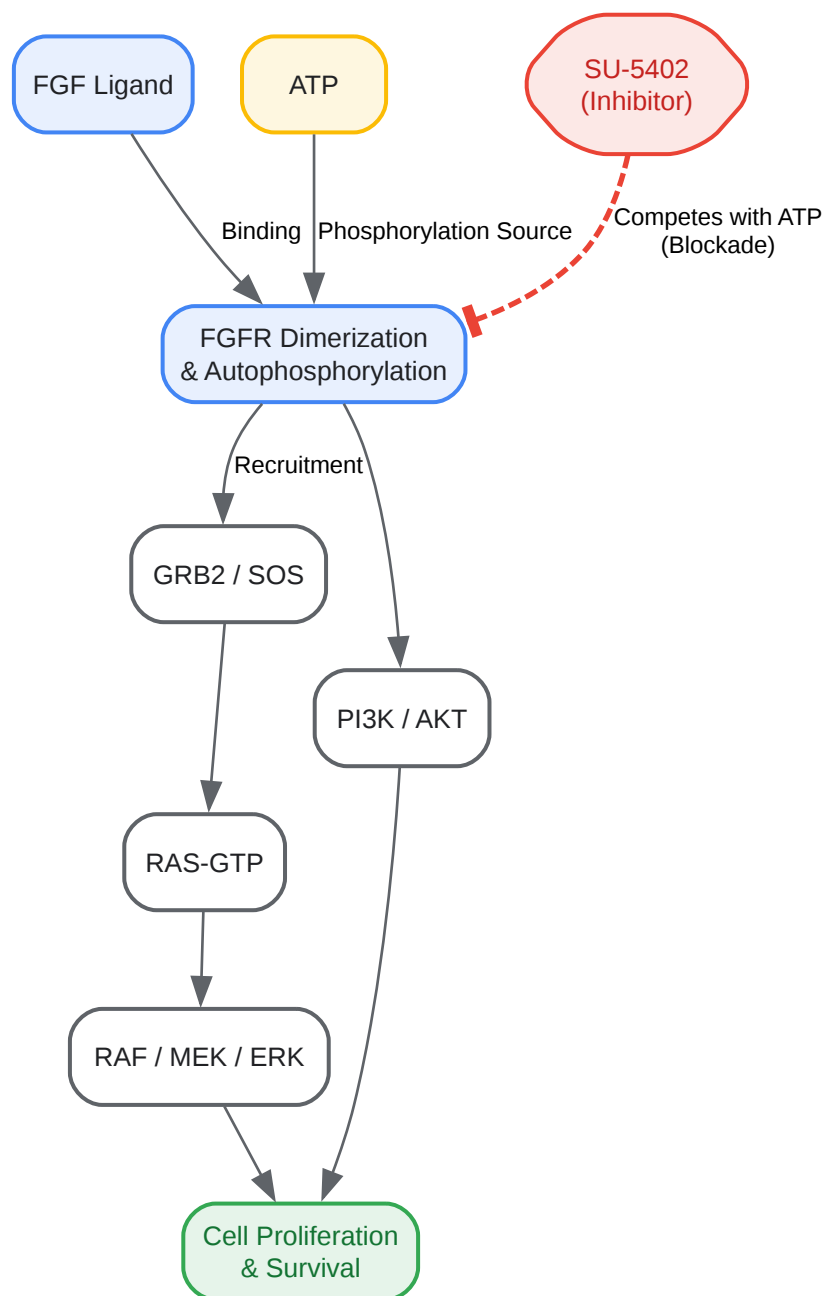 FGF Ligand
ATP
SU-5402
(Inhibitor)
Binding
Phosphorylation Source
Competes with ATP
(Blockade)
FGFR Dimerization
& Autophosphorylation
Recruitment
GRB2 / SOS
PI3K / AKT
RAS-GTP
RAF / MEK / ERK
Cell Proliferation
& Survival